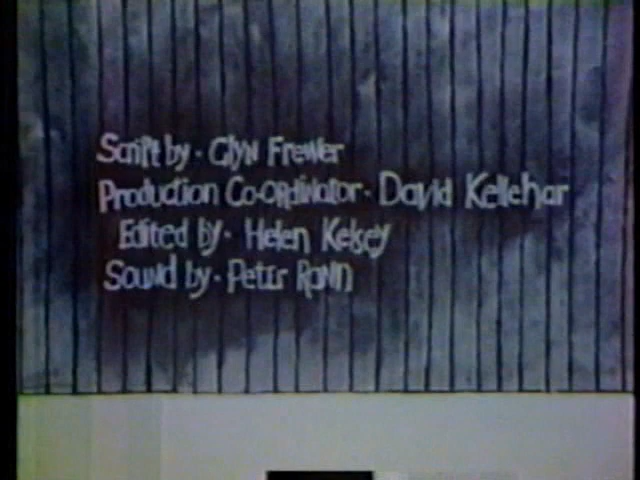 Script by · Glyn Frewer
Production Co-ordinator · David Kellehar
Edited by · Helen Kelsey
Sound by · Peter Rann